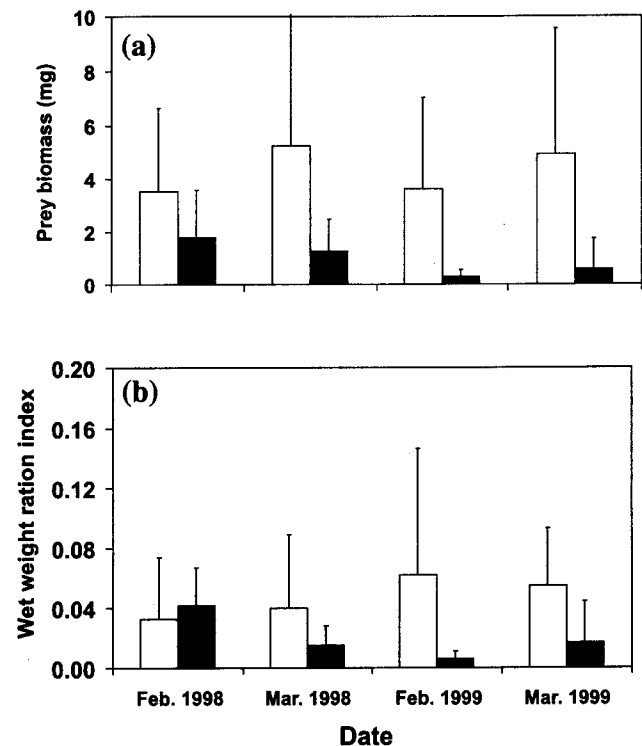 (a)
Prey biomass (mg)
10
8
6
4
2
0
(b)
Wet weight ration index
0.20
0.16
0.12
0.08
0.04
0.00
Feb. 1998 Mar. 1998 Feb. 1999 Mar. 1999
Date